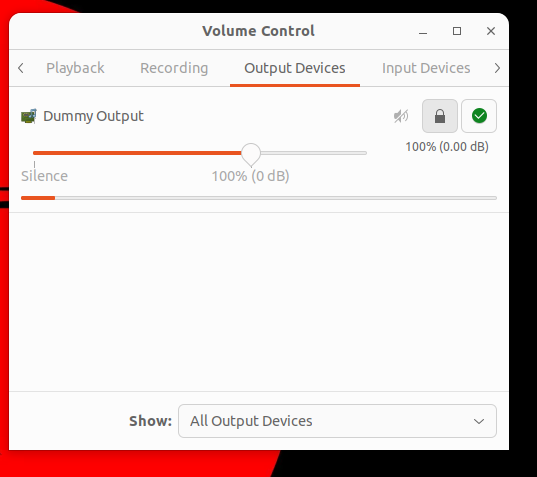 Volume Control
Playback Recording Output Devices Input Devices
Dummy Output
100% (0.00 dB)
Silence 100% (0 dB)
Show: All Output Devices